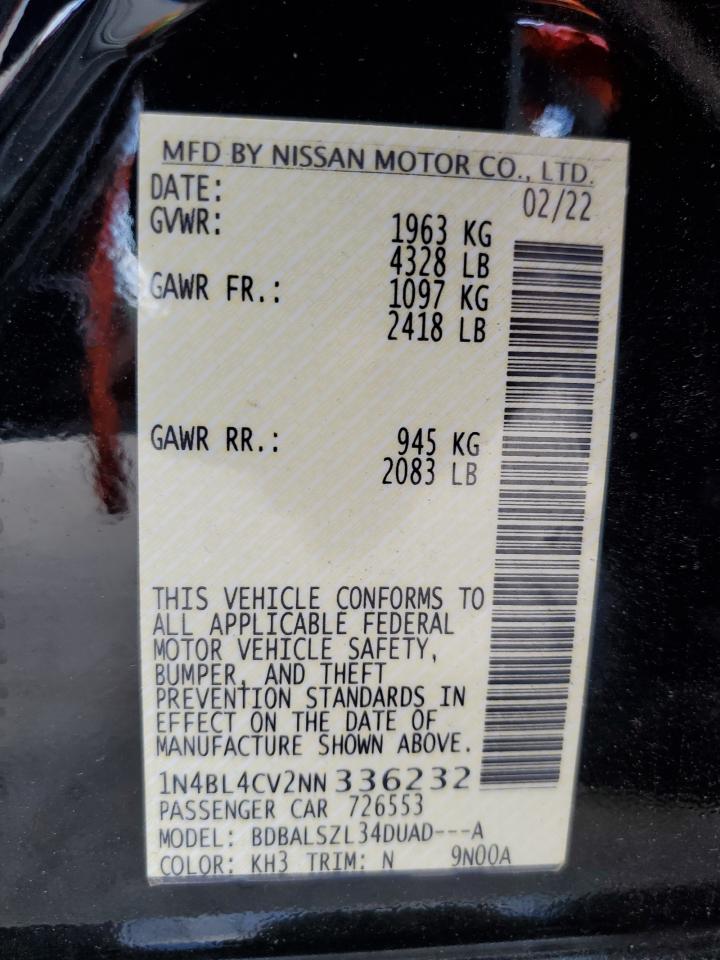 MFD BY NISSAN MOTOR CO., LTD.
DATE: 02/22
GVWR: 1963 KG
4328 LB
GAWR FR.: 1097 KG
2418 LB
GAWR RR.: 945 KG
2083 LB
THIS VEHICLE CONFORMS TO
ALL APPLICABLE FEDERAL
MOTOR VEHICLE SAFETY,
BUMPER, AND THEFT
PREVENTION STANDARDS IN
EFFECT ON THE DATE OF
MANUFACTURE SHOWN ABOVE.
1N4BL4CV2NN336232
PASSENGER CAR 726553
MODEL: BDBALSZL34DUAD---A
COLOR: KH3 TRIM: N 9N00A